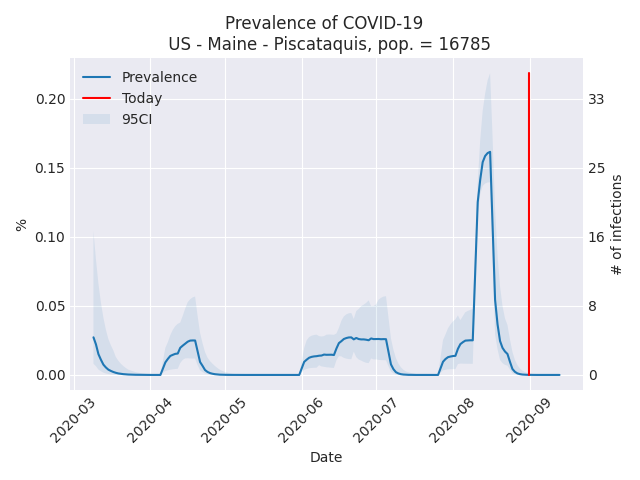 Prevalence of COVID-19
US - Maine - Piscataquis, pop. = 16785
Prevalence
Today
95CI
0.20
0.15
0.10
0.05
0.00
%
33
25
16
8
0
# of infections
2020-03
2020-04
2020-05
2020-06
2020-07
2020-08
2020-09
Date